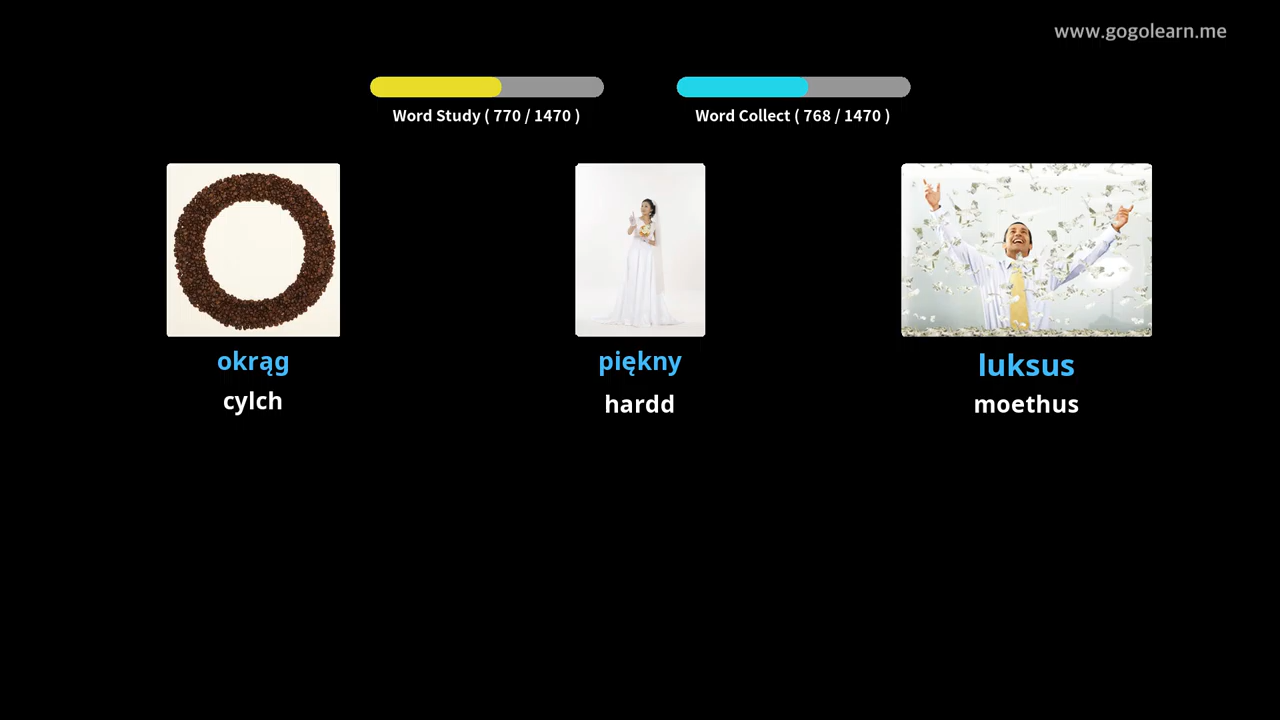 www.gogolearn.me
Word Study ( 770 / 1470 )
Word Collect ( 768 / 1470 )
okrąg
cylch
piękny
hardd
luksus
moethus